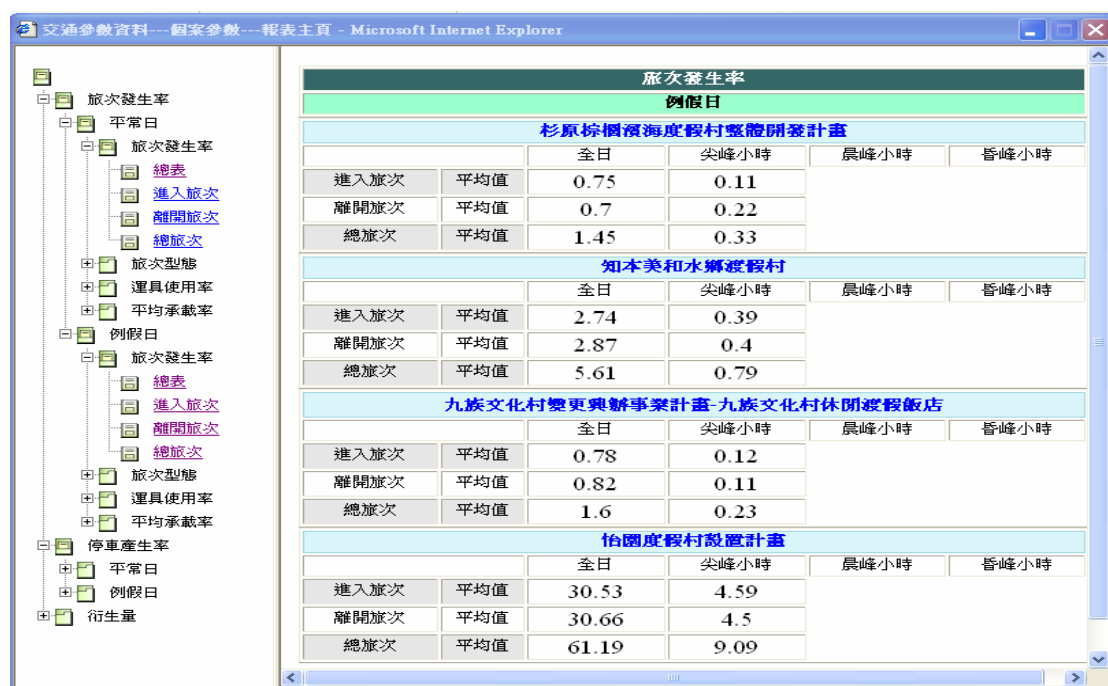 交通參數資料---個案參數---報表主頁 - Microsoft Internet Explorer
旅次發生率
平常日
旅次發生率
總表
進入旅次
離開旅次
總旅次
旅次型態
運具使用率
平均承載率
例假日
旅次發生率
總表
進入旅次
離開旅次
總旅次
旅次型態
運具使用率
平均承載率
停車產生率
平常日
例假日
衍生量
旅次發生率
例假日
杉原棕櫚濱海度假村整體開發計畫
全日 尖峰小時 晨峰小時 昏峰小時
進入旅次 平均值 0.75 0.11
離開旅次 平均值 0.7 0.22
總旅次 平均值 1.45 0.33
知本美和水鄉渡假村
全日 尖峰小時 晨峰小時 昏峰小時
進入旅次 平均值 2.74 0.39
離開旅次 平均值 2.87 0.4
總旅次 平均值 5.61 0.79
九族文化村變更興辦事業計畫-九族文化村休閒渡假飯店
全日 尖峰小時 晨峰小時 昏峰小時
進入旅次 平均值 0.78 0.12
離開旅次 平均值 0.82 0.11
總旅次 平均值 1.6 0.23
怡園度假村設置計畫
全日 尖峰小時 晨峰小時 昏峰小時
進入旅次 平均值 30.53 4.59
離開旅次 平均值 30.66 4.5
總旅次 平均值 61.19 9.09